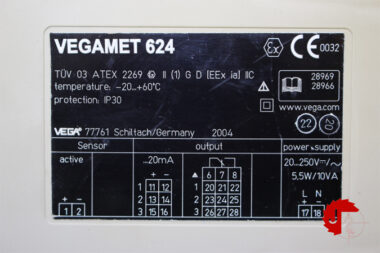 VEGAMET 624
Ex CE 0032
TÜV 03 ATEX 2269 II (1) G D [EEx ia] IIC
temperature: -20...+60°C
protection: IP30
28969
28966
www.vega.com
22 20
VEGA 77761 Schiltach/Germany 2004
Sensor output power supply
active ...20mA 20...250V
5,5W/10VA
+ - + - L N
6 7 8
1 11 12 1 20 21 22
2 13 14 2 23 24 25
+ - 3 15 16 3 26 27 28
1 2 17 18